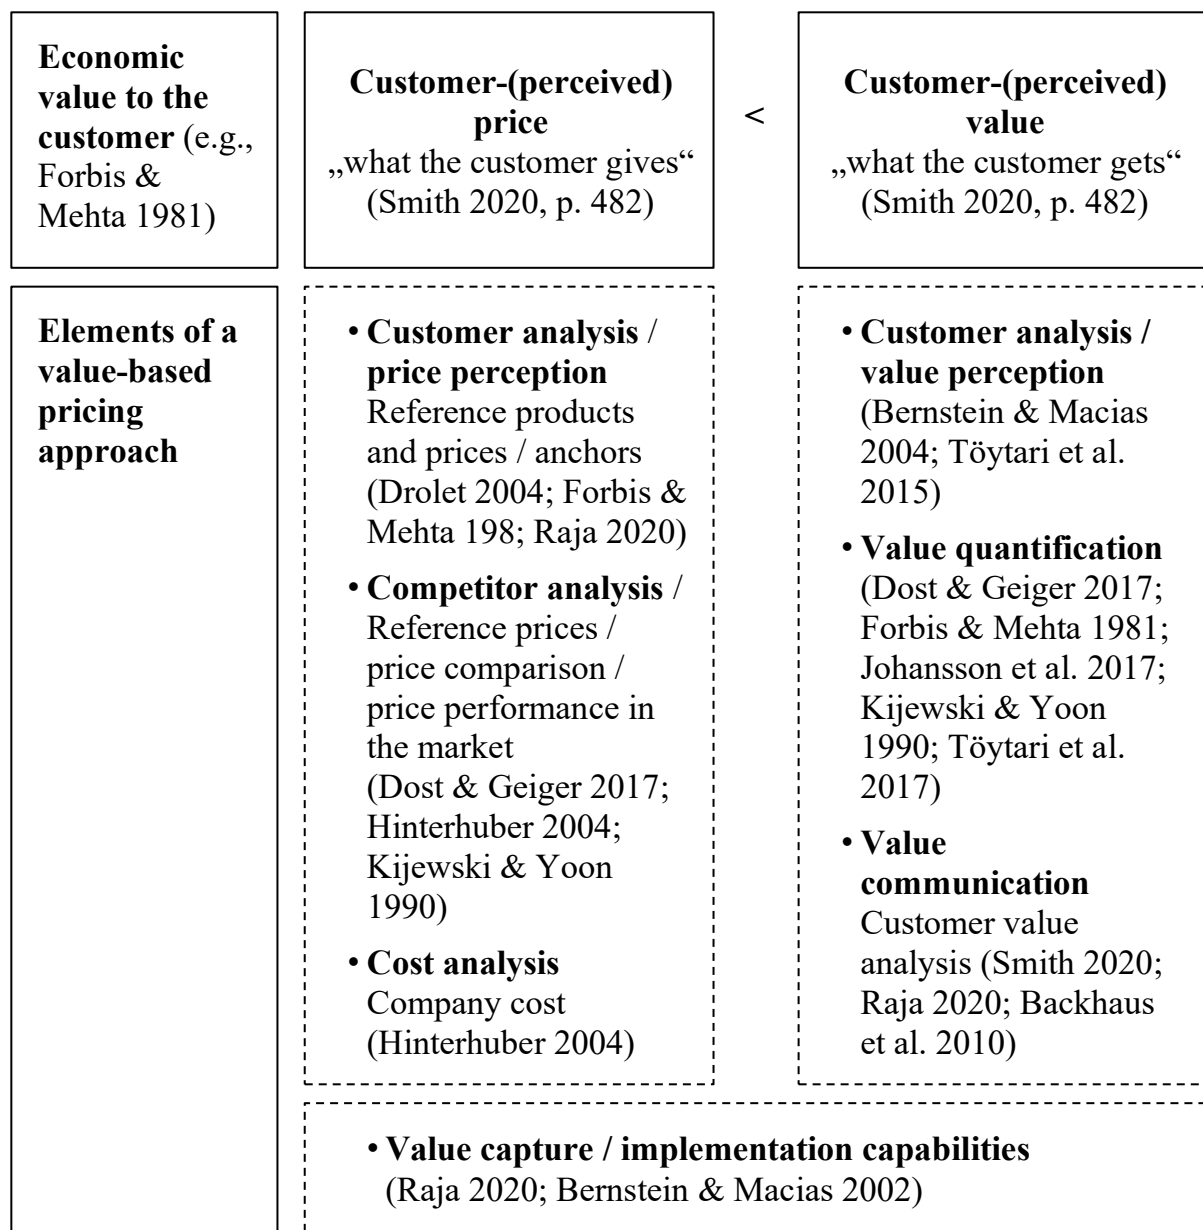 Economic
value to the
customer (e.g.,
Forbis &
Mehta 1981)
Customer-(perceived)
price
„what the customer gives“
(Smith 2020, p. 482)
<
Customer-(perceived)
value
„what the customer gets“
(Smith 2020, p. 482)
Elements of a
value-based
pricing
approach
• Customer analysis /
price perception
Reference products
and prices / anchors
(Drolet 2004; Forbis &
Mehta 198; Raja 2020)
• Competitor analysis /
Reference prices /
price comparison /
price performance in
the market
(Dost & Geiger 2017;
Hinterhuber 2004;
Kijewski & Yoon
1990)
• Cost analysis
Company cost
(Hinterhuber 2004)
• Customer analysis /
value perception
(Bernstein & Macias
2004; Töytari et al.
2015)
• Value quantification
(Dost & Geiger 2017;
Forbis & Mehta 1981;
Johansson et al. 2017;
Kijewski & Yoon
1990; Töytari et al.
2017)
• Value
communication
Customer value
analysis (Smith 2020;
Raja 2020; Backhaus
et al. 2010)
• Value capture / implementation capabilities
(Raja 2020; Bernstein & Macias 2002)